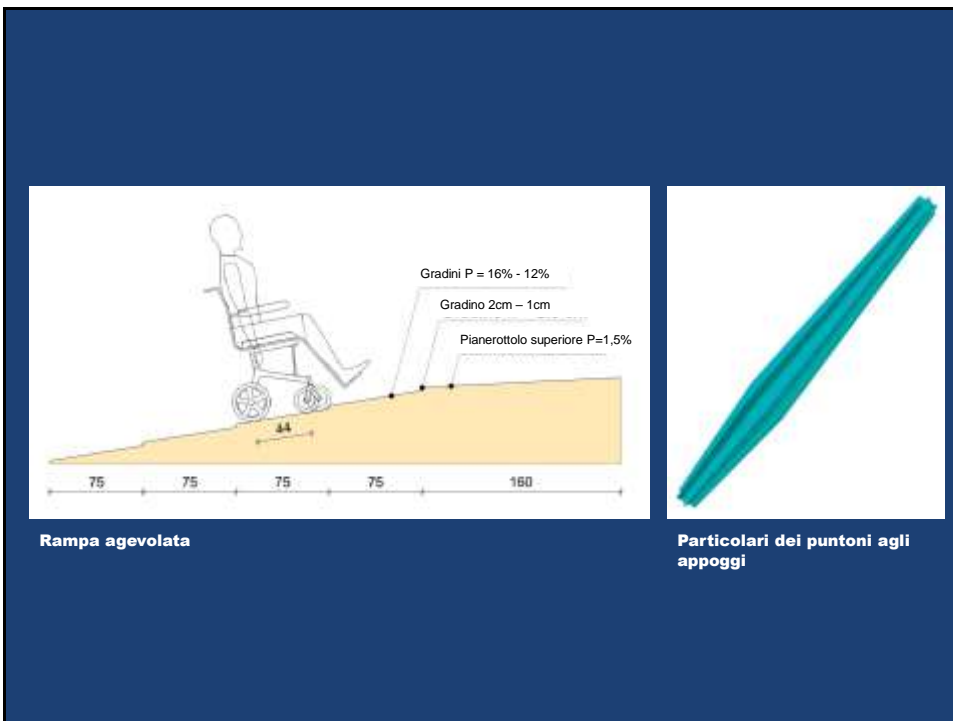 Gradini P = 16% - 12%
Gradino 2cm – 1cm
Pianerottolo superiore P=1,5%
44
75
75
75
75
160
Rampa agevolata
Particolari dei puntoni agli
appoggi